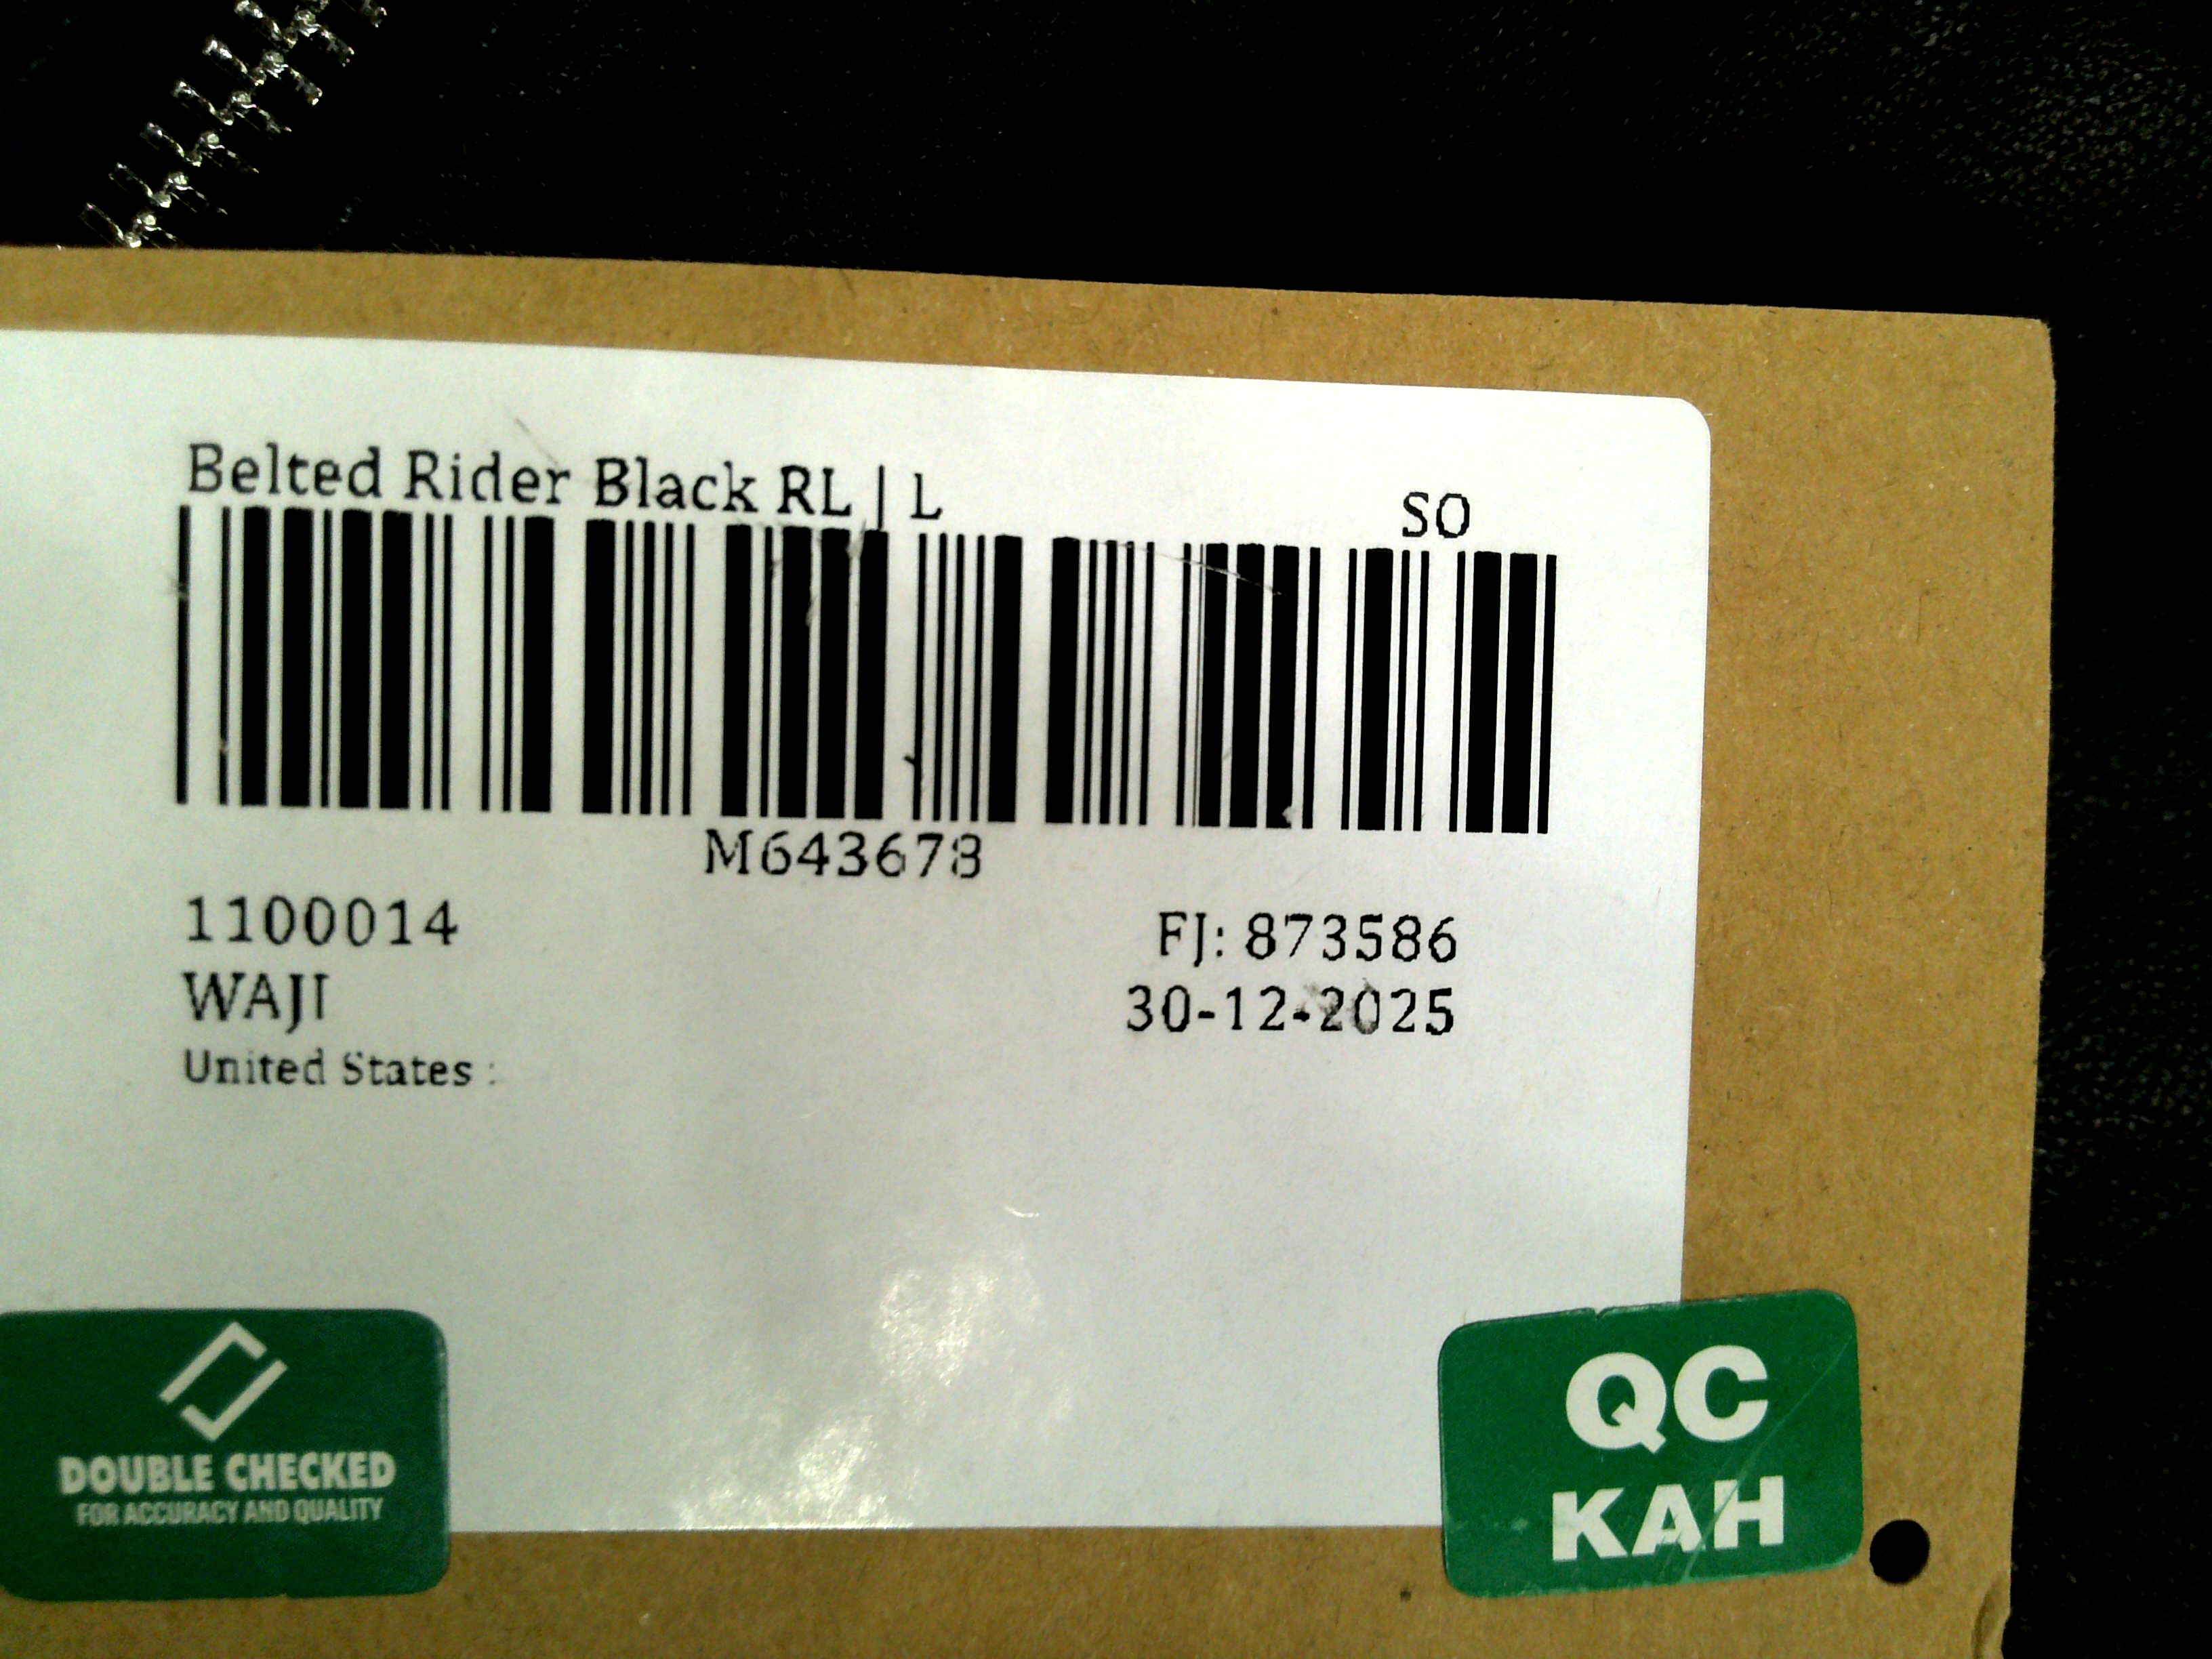 Belted Rider Black RL | L
SO
M643678
1100014
FJ: 873586
WAJI
30-12-2025
United States :
DOUBLE CHECKED
FOR ACCURACY AND QUALITY
QC
KAH